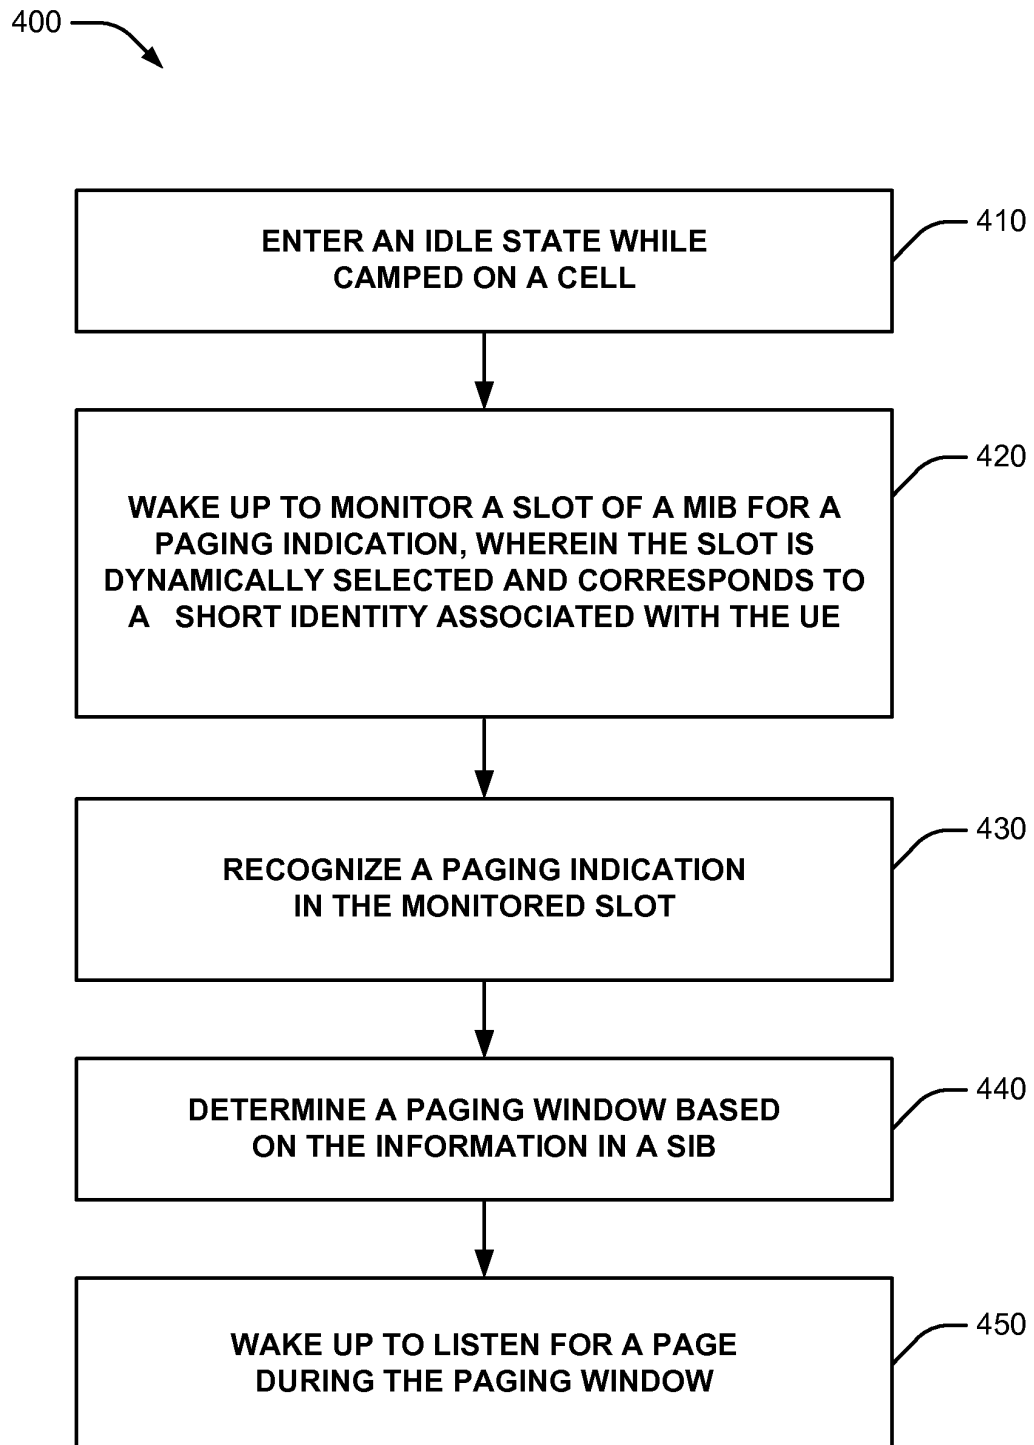 400
ENTER AN IDLE STATE WHILE
CAMPED ON A CELL
410
WAKE UP TO MONITOR A SLOT OF A MIB FOR A
PAGING INDICATION, WHEREIN THE SLOT IS
DYNAMICALLY SELECTED AND CORRESPONDS TO
A SHORT IDENTITY ASSOCIATED WITH THE UE
420
RECOGNIZE A PAGING INDICATION
IN THE MONITORED SLOT
430
DETERMINE A PAGING WINDOW BASED
ON THE INFORMATION IN A SIB
440
WAKE UP TO LISTEN FOR A PAGE
DURING THE PAGING WINDOW
450